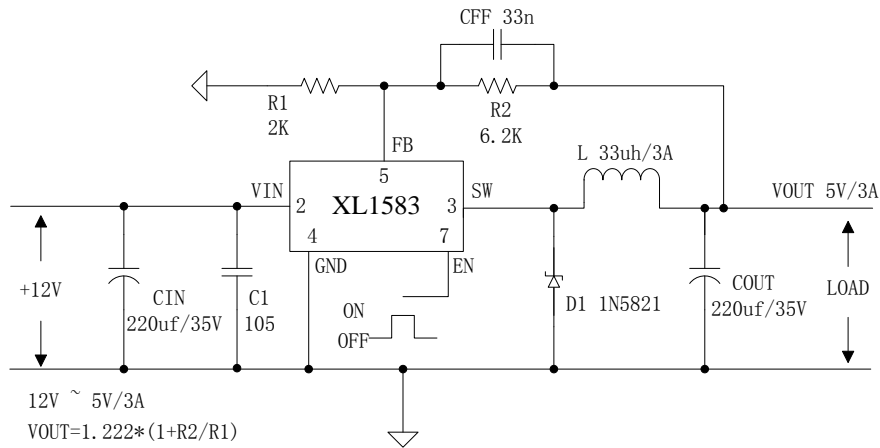 CFF 33n
R1
2K
R2
6.2K
FB
5
L 33uh/3A
VIN
XL1583
SW
VOUT 5V/3A
2
3
4
7
GND
EN
+12V
CIN
220uf/35V
C1
105
ON
OFF
D1 1N5821
COUT
220uf/35V
LOAD
12V ~ 5V/3A
VOUT=1.222*(1+R2/R1)